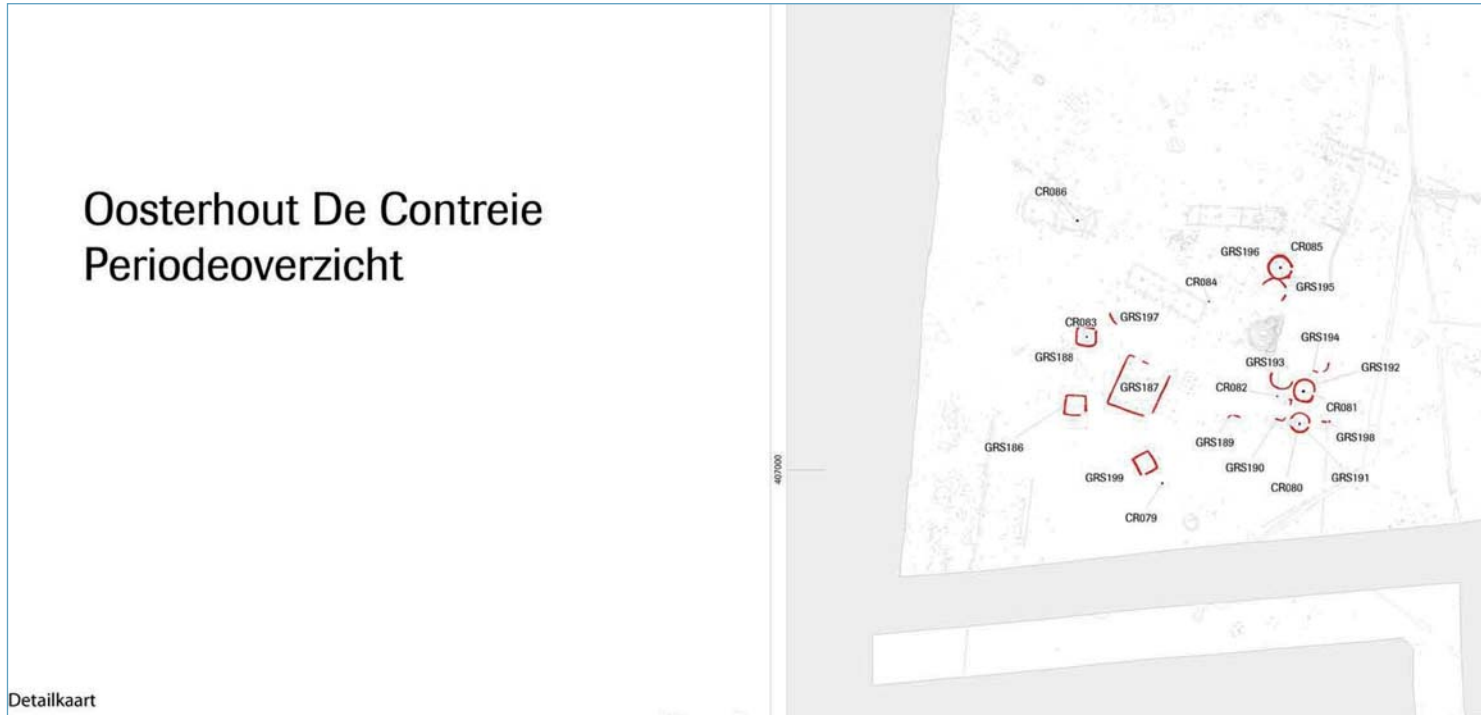 Oosterhout De Contreie
Periodeoverzicht
Detailkaart
407000
CR086
GRS196
CR085
CR084
GRS195
CR083
GRS197
GRS188
GRS194
GRS193
GRS192
GRS187
CR082
CR081
GRS186
GRS189
GRS198
GRS190
GRS191
GRS199
CR080
CR079